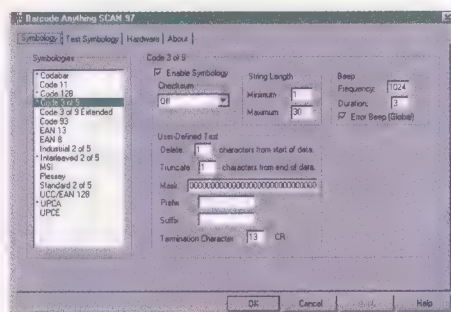 Barcode Anything SCAN 97
Symbology Test Symbology Hardware About
Symbologies
* Codabar
Code 11
* Code 128
* Code 3 of 9
Code 3 of 9 Extended
Code 93
EAN 13
EAN 8
Industrial 2 of 5
* Interleaved 2 of 5
MSI
Plessey
Standard 2 of 5
UCC/EAN 128
* UPCA
UPCE
Code 3 of 9
Enable Symbology
Checksum
Off
String Length
Minimum 1
Maximum 30
Beep
Frequency: 1024
Duration: 3
Error Beep (Global)
User-Defined Test
Delete: 1 characters from start of data.
Truncate 1 characters from end of data.
Mask
Prefix
Suffix
Termination Character 13 CR
OK Cancel Help